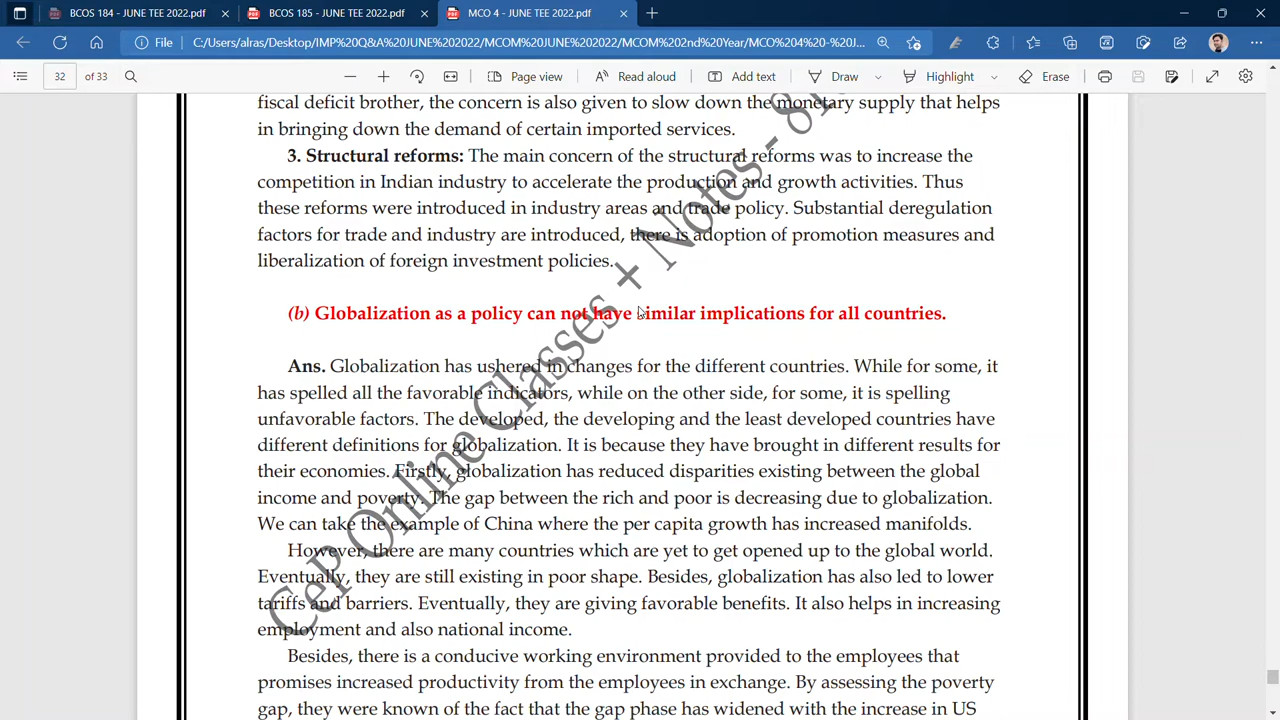 BCOS 184 - JUNE TEE 2022.pdf
BCOS 185 - JUNE TEE 2022.pdf
MCO 4 - JUNE TEE 2022.pdf
File
C:/Users/alras/Desktop/IMP%20Q&A%20JUNE%202022/MCOM%20JUNE%202022/MCOM%202nd%20Year/MCO%204%20-%20J...
32
of 33
Page view
Read aloud
Add text
Draw
Highlight
Erase
fiscal deficit brother, the concern is also given to slow down the monetary supply that helps
in bringing down the demand of certain imported services.
3. Structural reforms: The main concern of the structural reforms was to increase the
competition in Indian industry to accelerate the production and growth activities. Thus
these reforms were introduced in industry areas and trade policy. Substantial deregulation
factors for trade and industry are introduced, there is adoption of promotion measures and
liberalization of foreign investment policies.
(b) Globalization as a policy can not have similar implications for all countries.
Ans. Globalization has ushered in changes for the different countries. While for some, it
has spelled all the favorable indicators, while on the other side, for some, it is spelling
unfavorable factors. The developed, the developing and the least developed countries have
different definitions for globalization. It is because they have brought in different results for
their economies. Firstly, globalization has reduced disparities existing between the global
income and poverty. The gap between the rich and poor is decreasing due to globalization.
We can take the example of China where the per capita growth has increased manifolds.
However, there are many countries which are yet to get opened up to the global world.
Eventually, they are still existing in poor shape. Besides, globalization has also led to lower
tariffs and barriers. Eventually, they are giving favorable benefits. It also helps in increasing
employment and also national income.
Besides, there is a conducive working environment provided to the employees that
promises increased productivity from the employees in exchange. By assessing the poverty
gap, they were known of the fact that the gap phase has widened with the increase in US
CeP Online Classes + Notes - 81